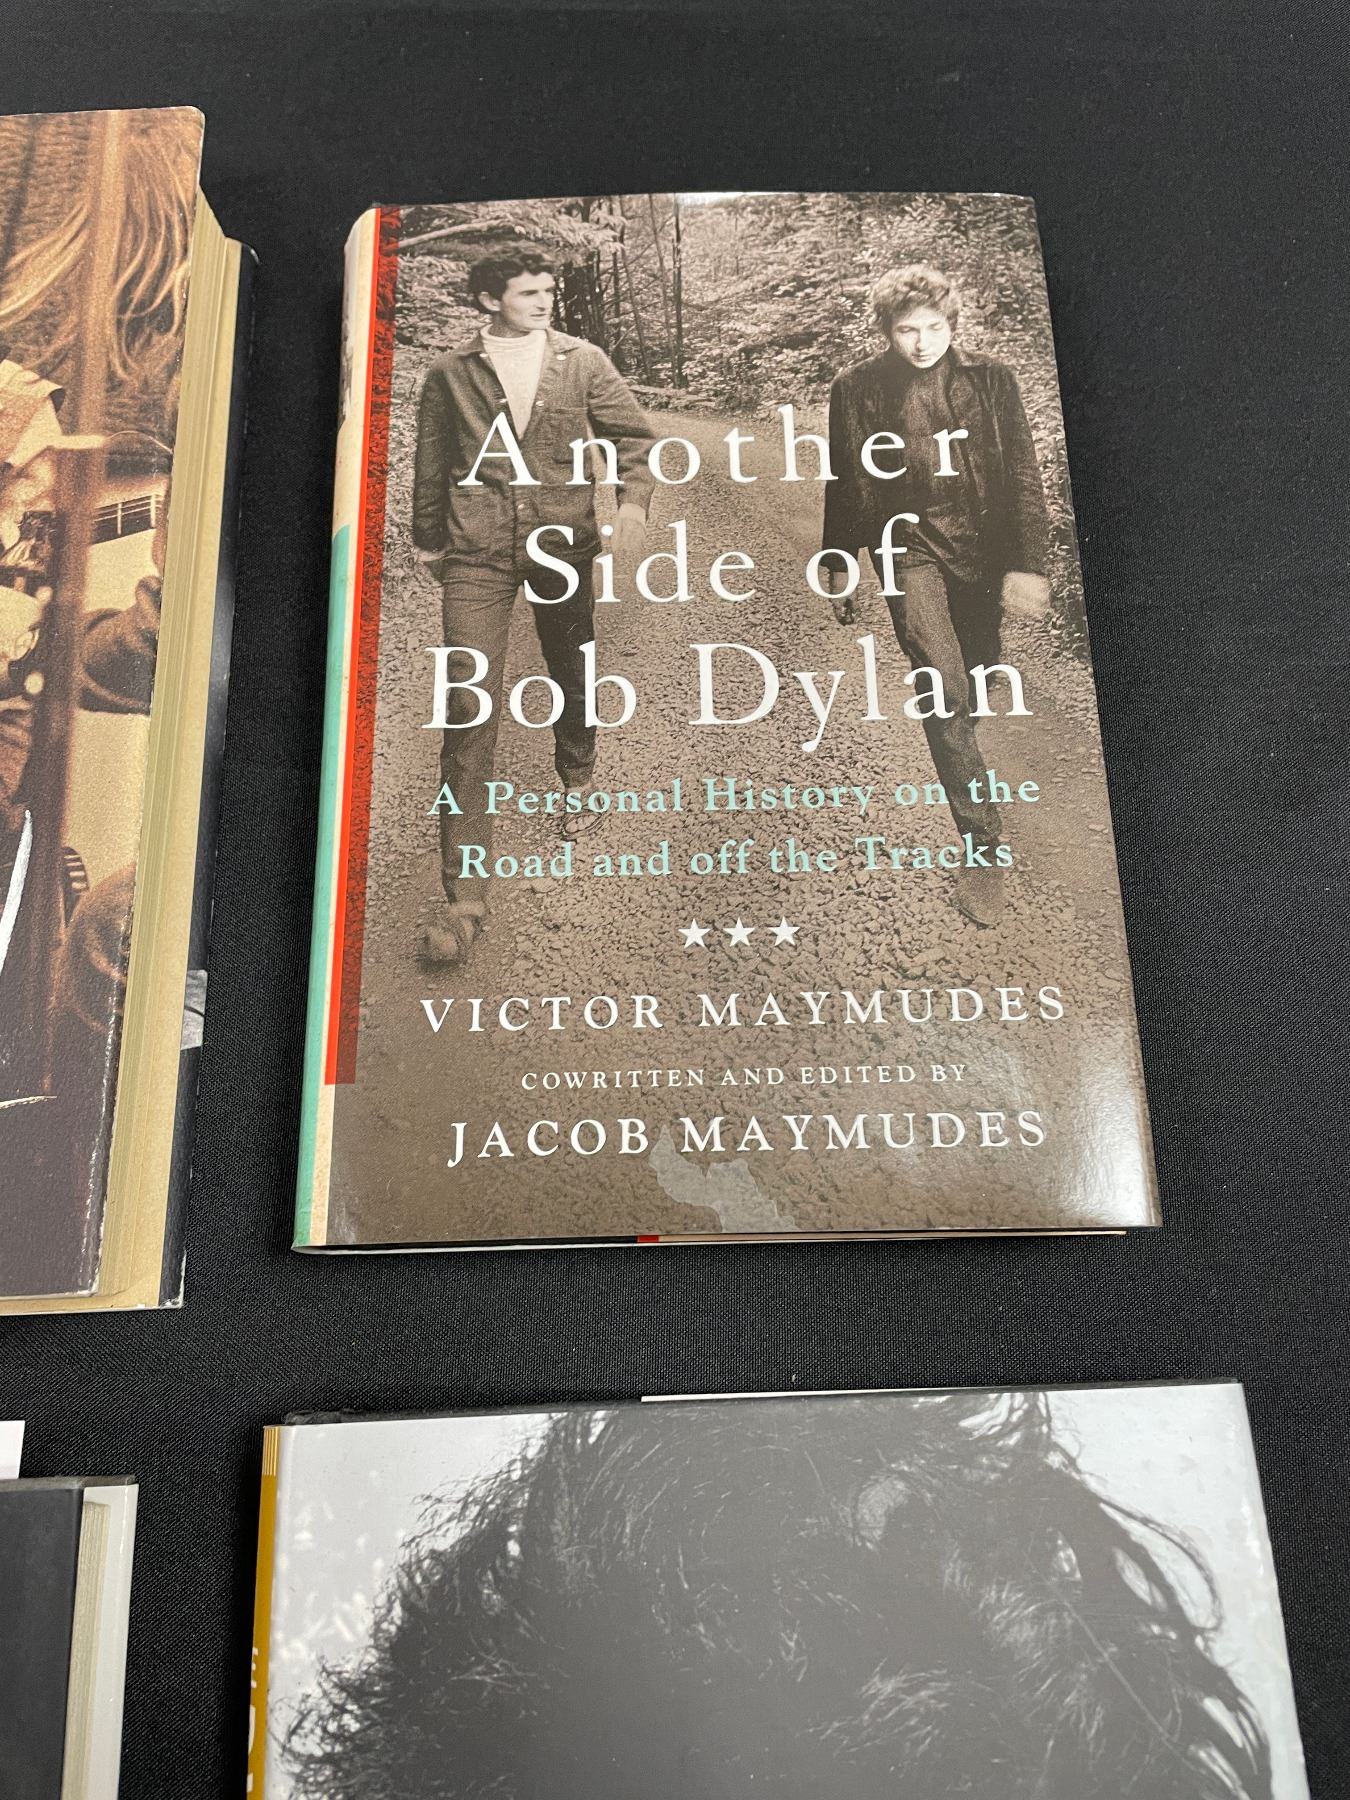 Another
Side of
Bob Dylan
A Personal History on the
Road and off the Tracks
★★★
VICTOR MAYMUDES
COWRITTEN AND EDITED BY
JACOB MAYMUDES